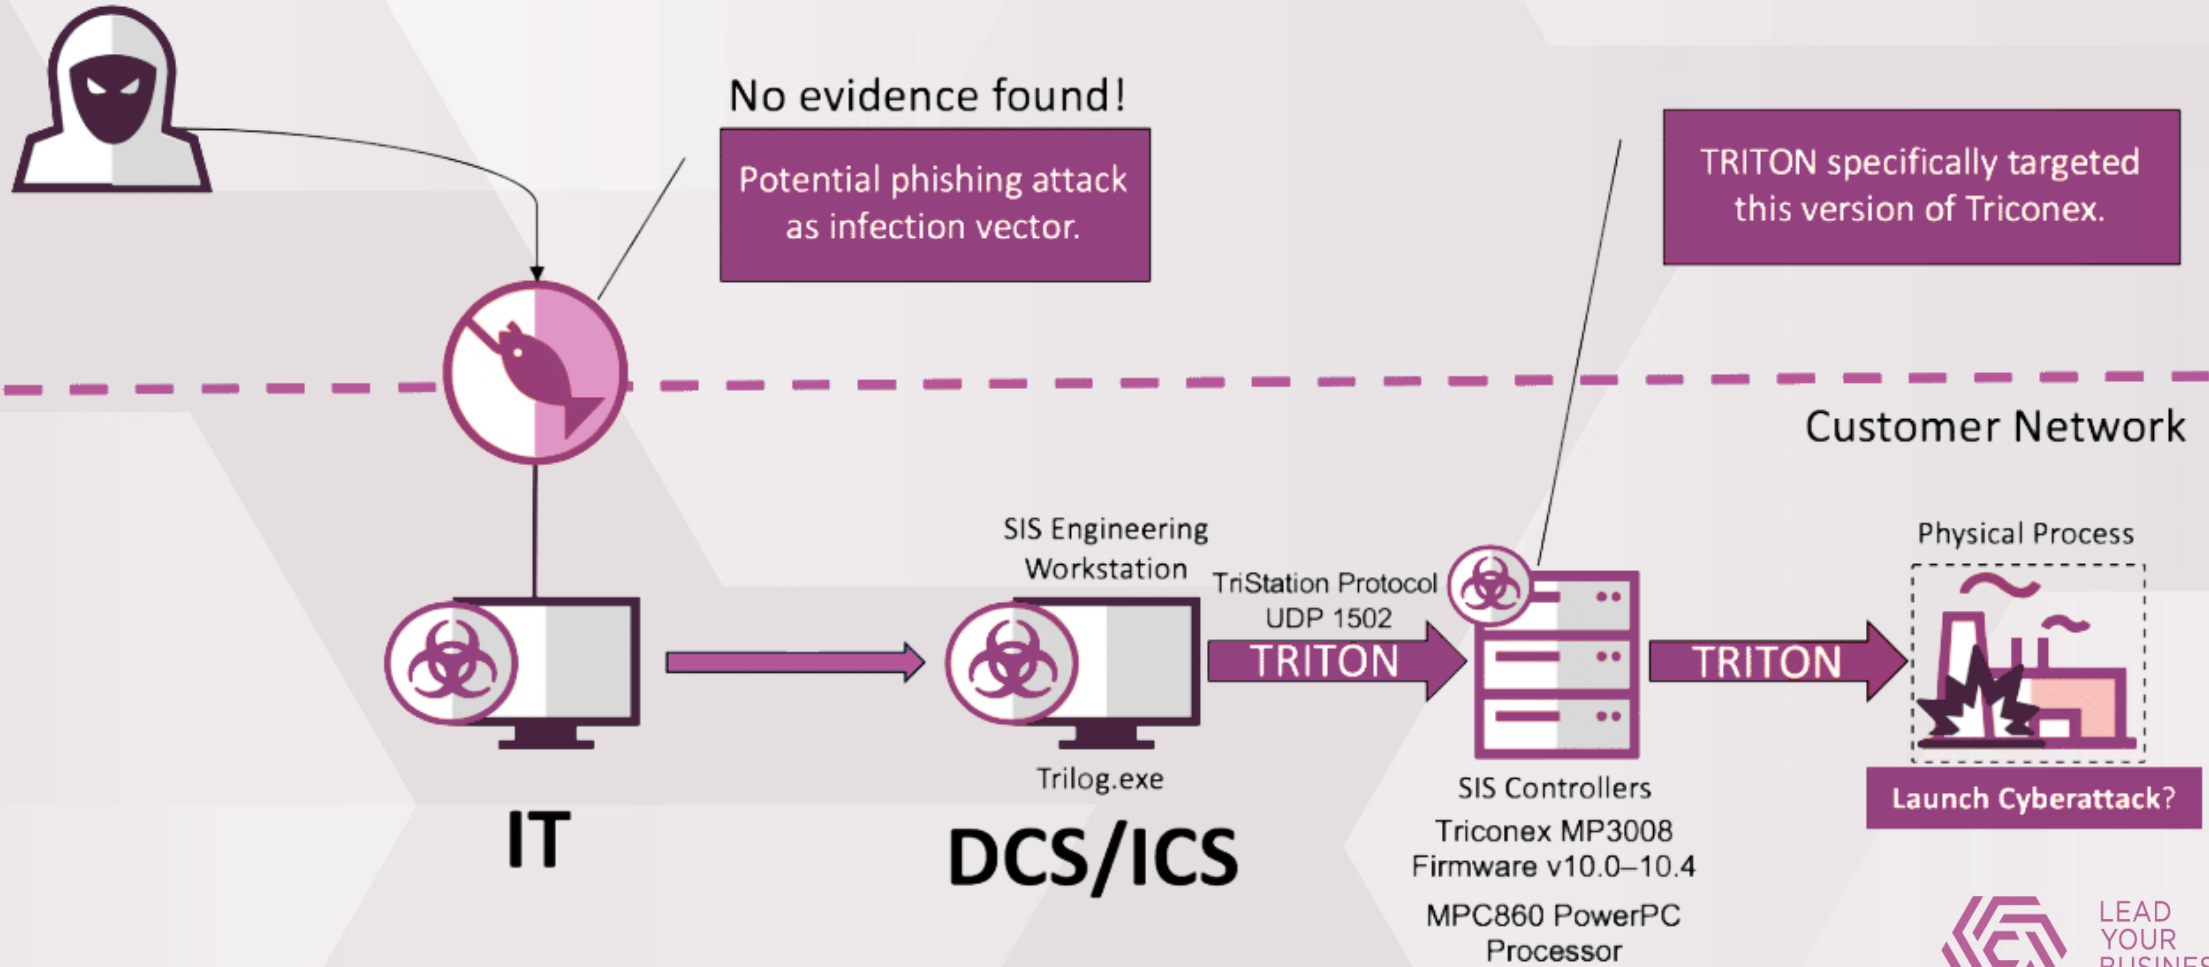 No evidence found!
Potential phishing attack
as infection vector.
TRITON specifically targeted
this version of Triconex.
Customer Network
SIS Engineering
Workstation
TriStation Protocol
UDP 1502
TRITON
TRITON
Physical Process
Trilog.exe
IT
DCS/ICS
SIS Controllers
Triconex MP3008
Firmware v10.0–10.4
MPC860 PowerPC
Processor
Launch Cyberattack?
LEAD
YOUR